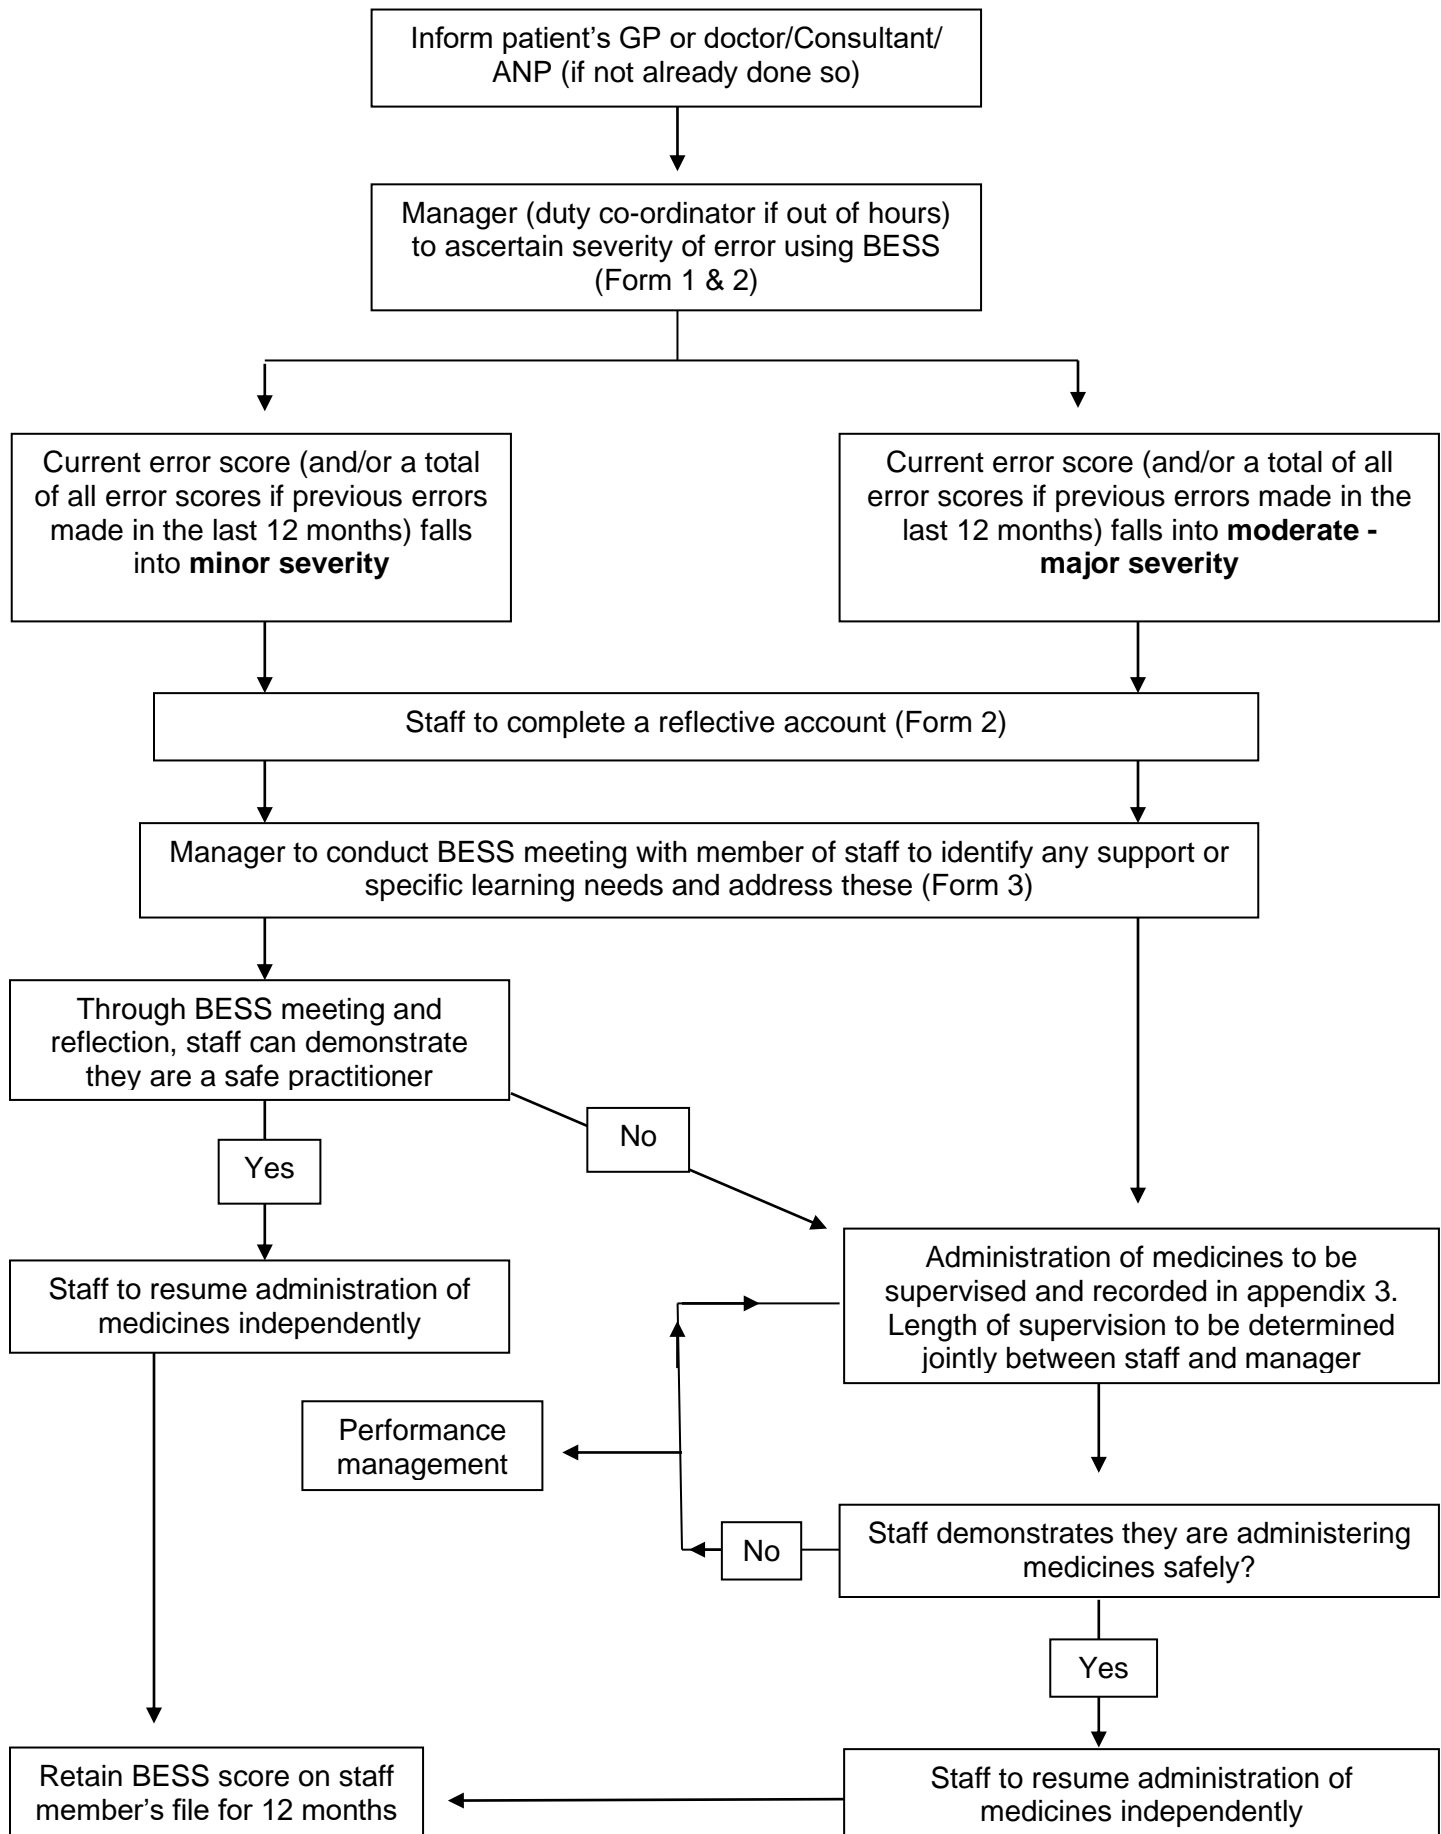 Inform patient’s GP or doctor/Consultant/
ANP (if not already done so)
Manager (duty co-ordinator if out of hours)
to ascertain severity of error using BESS
(Form 1 & 2)
Current error score (and/or a total
of all error scores if previous errors
made in the last 12 months) falls
into minor severity
Current error score (and/or a total of all
error scores if previous errors made in the
last 12 months) falls into moderate -
major severity
Staff to complete a reflective account (Form 2)
Manager to conduct BESS meeting with member of staff to identify any support or
specific learning needs and address these (Form 3)
Through BESS meeting and
reflection, staff can demonstrate
they are a safe practitioner
No
Yes
Staff to resume administration of
medicines independently
Administration of medicines to be
supervised and recorded in appendix 3.
Length of supervision to be determined
jointly between staff and manager
Performance
management
No
Staff demonstrates they are administering
medicines safely?
Yes
Retain BESS score on staff
member’s file for 12 months
Staff to resume administration of
medicines independently